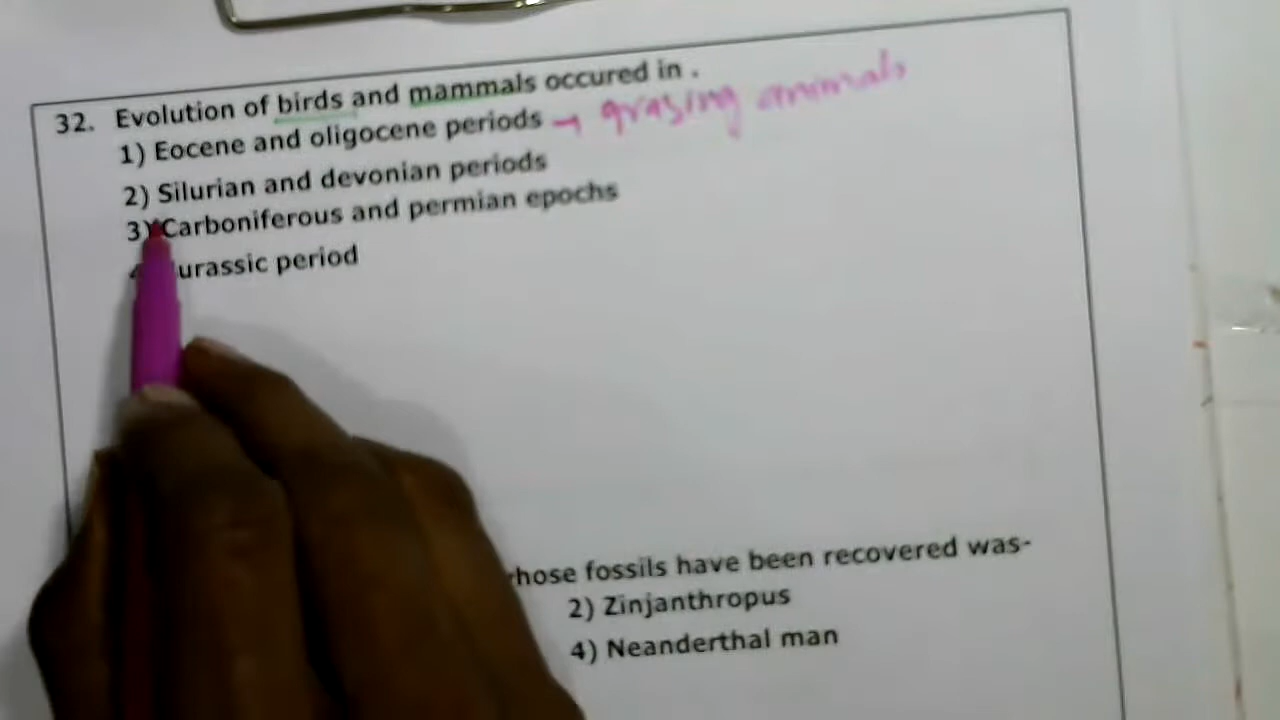 32. Evolution of birds and mammals occured in .
1) Eocene and oligocene periods → grasing animals
2) Silurian and devonian periods
3) Carboniferous and permian epochs
urassic period
hose fossils have been recovered was-
2) Zinjanthropus
4) Neanderthal man